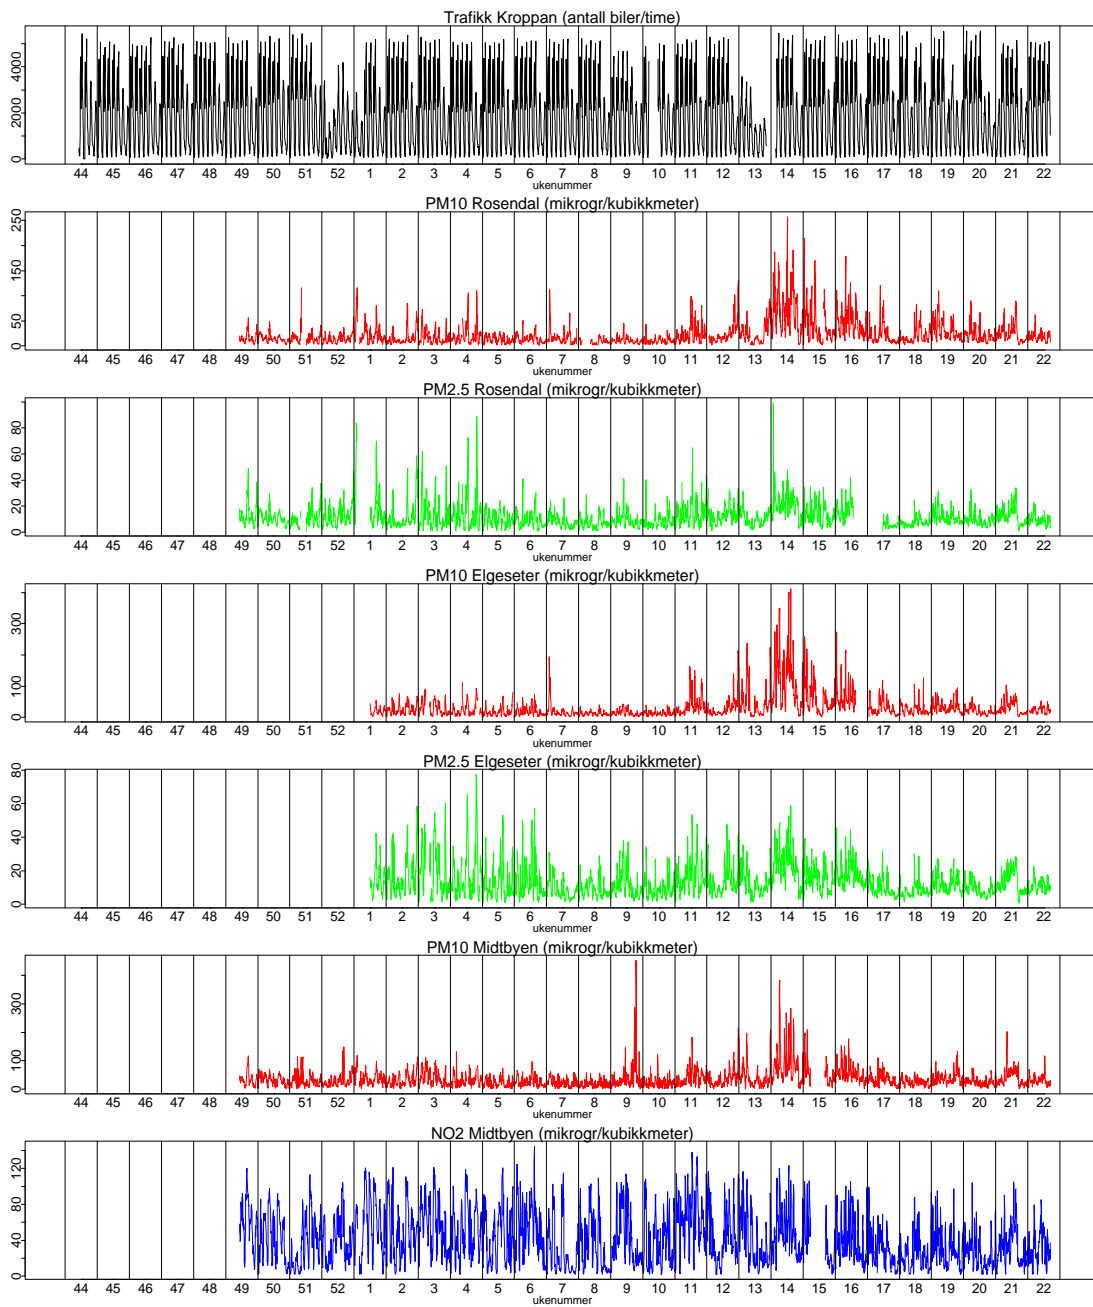 Trafikk Kroppan (antall biler/time)
0 2000 4000
44 45 46 47 48 49 50 51 52 1 2 3 4 5 6 7 8 9 10 11 12 13 14 15 16 17 18 19 20 21 22
ukenummer
PM10 Rosendal (mikrogr/kubikkmeter)
0 50 150 250
44 45 46 47 48 49 50 51 52 1 2 3 4 5 6 7 8 9 10 11 12 13 14 15 16 17 18 19 20 21 22
ukenummer
PM2.5 Rosendal (mikrogr/kubikkmeter)
0 20 40 60 80
44 45 46 47 48 49 50 51 52 1 2 3 4 5 6 7 8 9 10 11 12 13 14 15 16 17 18 19 20 21 22
ukenummer
PM10 Elgeseter (mikrogr/kubikkmeter)
0 100 300
44 45 46 47 48 49 50 51 52 1 2 3 4 5 6 7 8 9 10 11 12 13 14 15 16 17 18 19 20 21 22
ukenummer
PM2.5 Elgeseter (mikrogr/kubikkmeter)
0 20 40 60 80
44 45 46 47 48 49 50 51 52 1 2 3 4 5 6 7 8 9 10 11 12 13 14 15 16 17 18 19 20 21 22
ukenummer
PM10 Midtbyen (mikrogr/kubikkmeter)
0 100 300
44 45 46 47 48 49 50 51 52 1 2 3 4 5 6 7 8 9 10 11 12 13 14 15 16 17 18 19 20 21 22
ukenummer
NO2 Midtbyen (mikrogr/kubikkmeter)
0 40 80 120
44 45 46 47 48 49 50 51 52 1 2 3 4 5 6 7 8 9 10 11 12 13 14 15 16 17 18 19 20 21 22
ukenummer